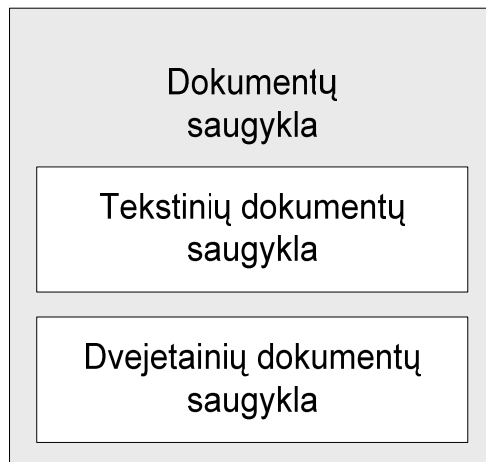 Dokumentų
saugykla
Tekstinių dokumentų
saugykla
Dvejetainių dokumentų
saugykla